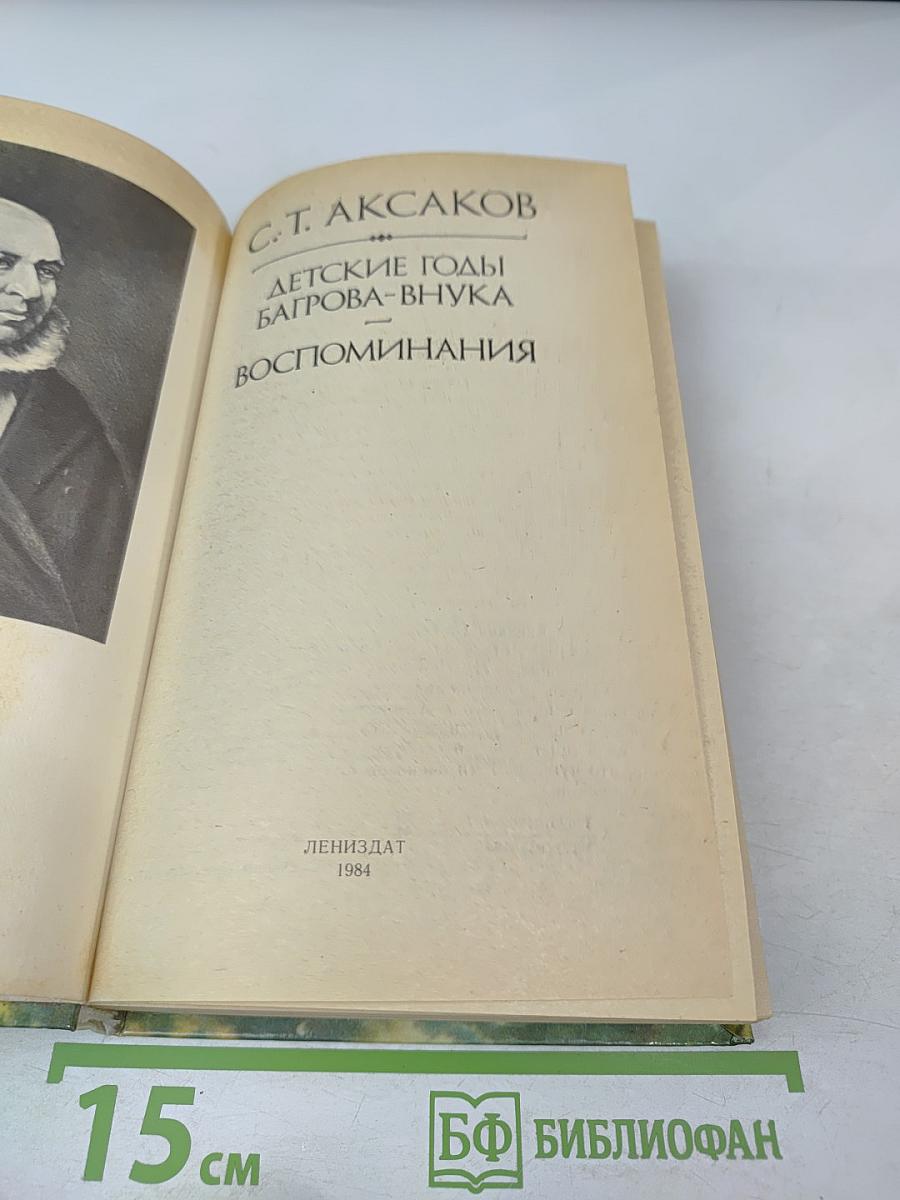 С. Т. АКСАКОВ
ДЕТСКИЕ ГОДЫ
БАГРОВА-ВНУКА
—
ВОСПОМИНАНИЯ
ЛЕНИЗДАТ
1984
15 см
БФ БИБЛИОФАН